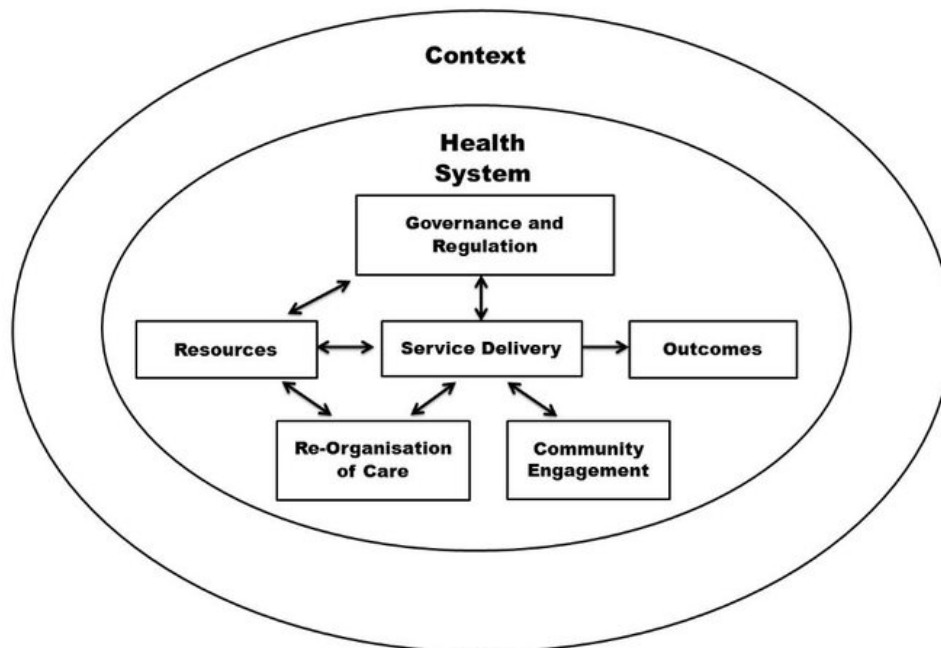 Context
Health
System
Governance and
Regulation
Resources
Service Delivery
Outcomes
Re-Organisation
of Care
Community
Engagement